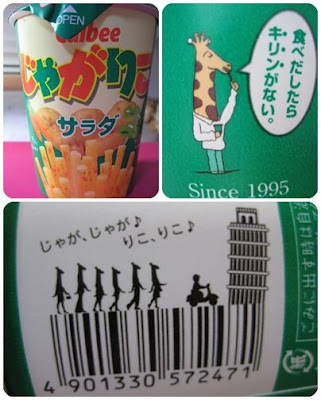 OPEN
Calbee
じゃがりこ
サラダ
食べだしたら
キリンがない。
Since 1995
じゃが、じゃが♪
りこ、りこ♪
4 901330 572471